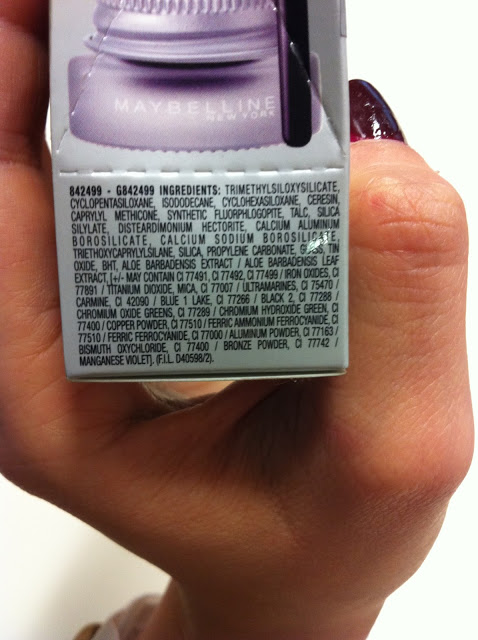 MAYBELLINE
NEW YORK
842499 - G842499 INGREDIENTS: TRIMETHYLSILOXYSILICATE,
CYCLOPENTASILOXANE, ISODODECANE, CYCLOHEXASILOXANE, CERESIN,
CAPRYLYL METHICONE, SYNTHETIC FLUORPHLOGOPITE, TALC, SILICA
SILYLATE, DISTEARDIMONIUM HECTORITE, CALCIUM ALUMINUM
BOROSILICATE, CALCIUM SODIUM BOROSILICATE,
TRIETHOXYCAPRYLYLSILANE, SILICA, PROPYLENE CARBONATE, TIN
OXIDE, BHT, ALOE BARBADENSIS EXTRACT / ALOE BARBADENSIS LEAF
EXTRACT, [+/- MAY CONTAIN CI 77491, CI 77492, CI 77499 / IRON OXIDES, CI
77891 / TITANIUM DIOXIDE, MICA, CI 77007 / ULTRAMARINES, CI 75470 /
CARMINE, CI 42090 / BLUE 1 LAKE, CI 77266 / BLACK 2, CI 77288 /
CHROMIUM OXIDE GREENS, CI 77289 / CHROMIUM HYDROXIDE GREEN, CI
77400 / COPPER POWDER, CI 77510 / FERRIC AMMONIUM FERROCYANIDE, CI
77510 / FERRIC FERROCYANIDE, CI 77000 / ALUMINUM POWDER, CI 77163 /
BISMUTH OXYCHLORIDE, CI 77400 / BRONZE POWDER, CI 77742 /
MANGANESE VIOLET]. (F.I.L. D40598/2).